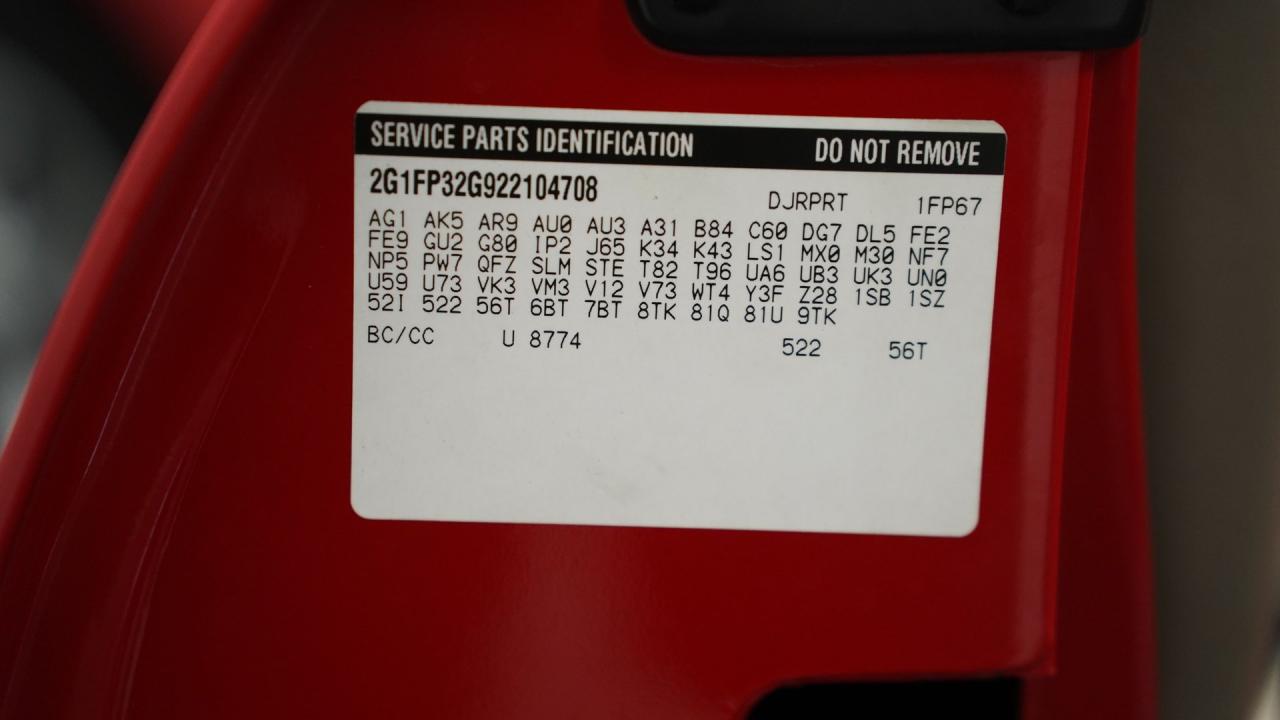 SERVICE PARTS IDENTIFICATION DO NOT REMOVE
2G1FP32G922104708 DJRPRT 1FP67
AG1 AK5 AR9 AU0 AU3 A31 B84 C60 DG7 DL5 FE2
FE9 GU2 G80 IP2 J65 K34 K43 LS1 MX0 M30 NF7
NP5 PW7 QFZ SLM STE T82 T96 UA6 UB3 UK3 UN0
U59 U73 VK3 VM3 V12 V73 WT4 Y3F Z28 1SB 1SZ
52I 522 56T 6BT 7BT 8TK 81Q 81U 9TK
BC/CC U 8774 522 56T